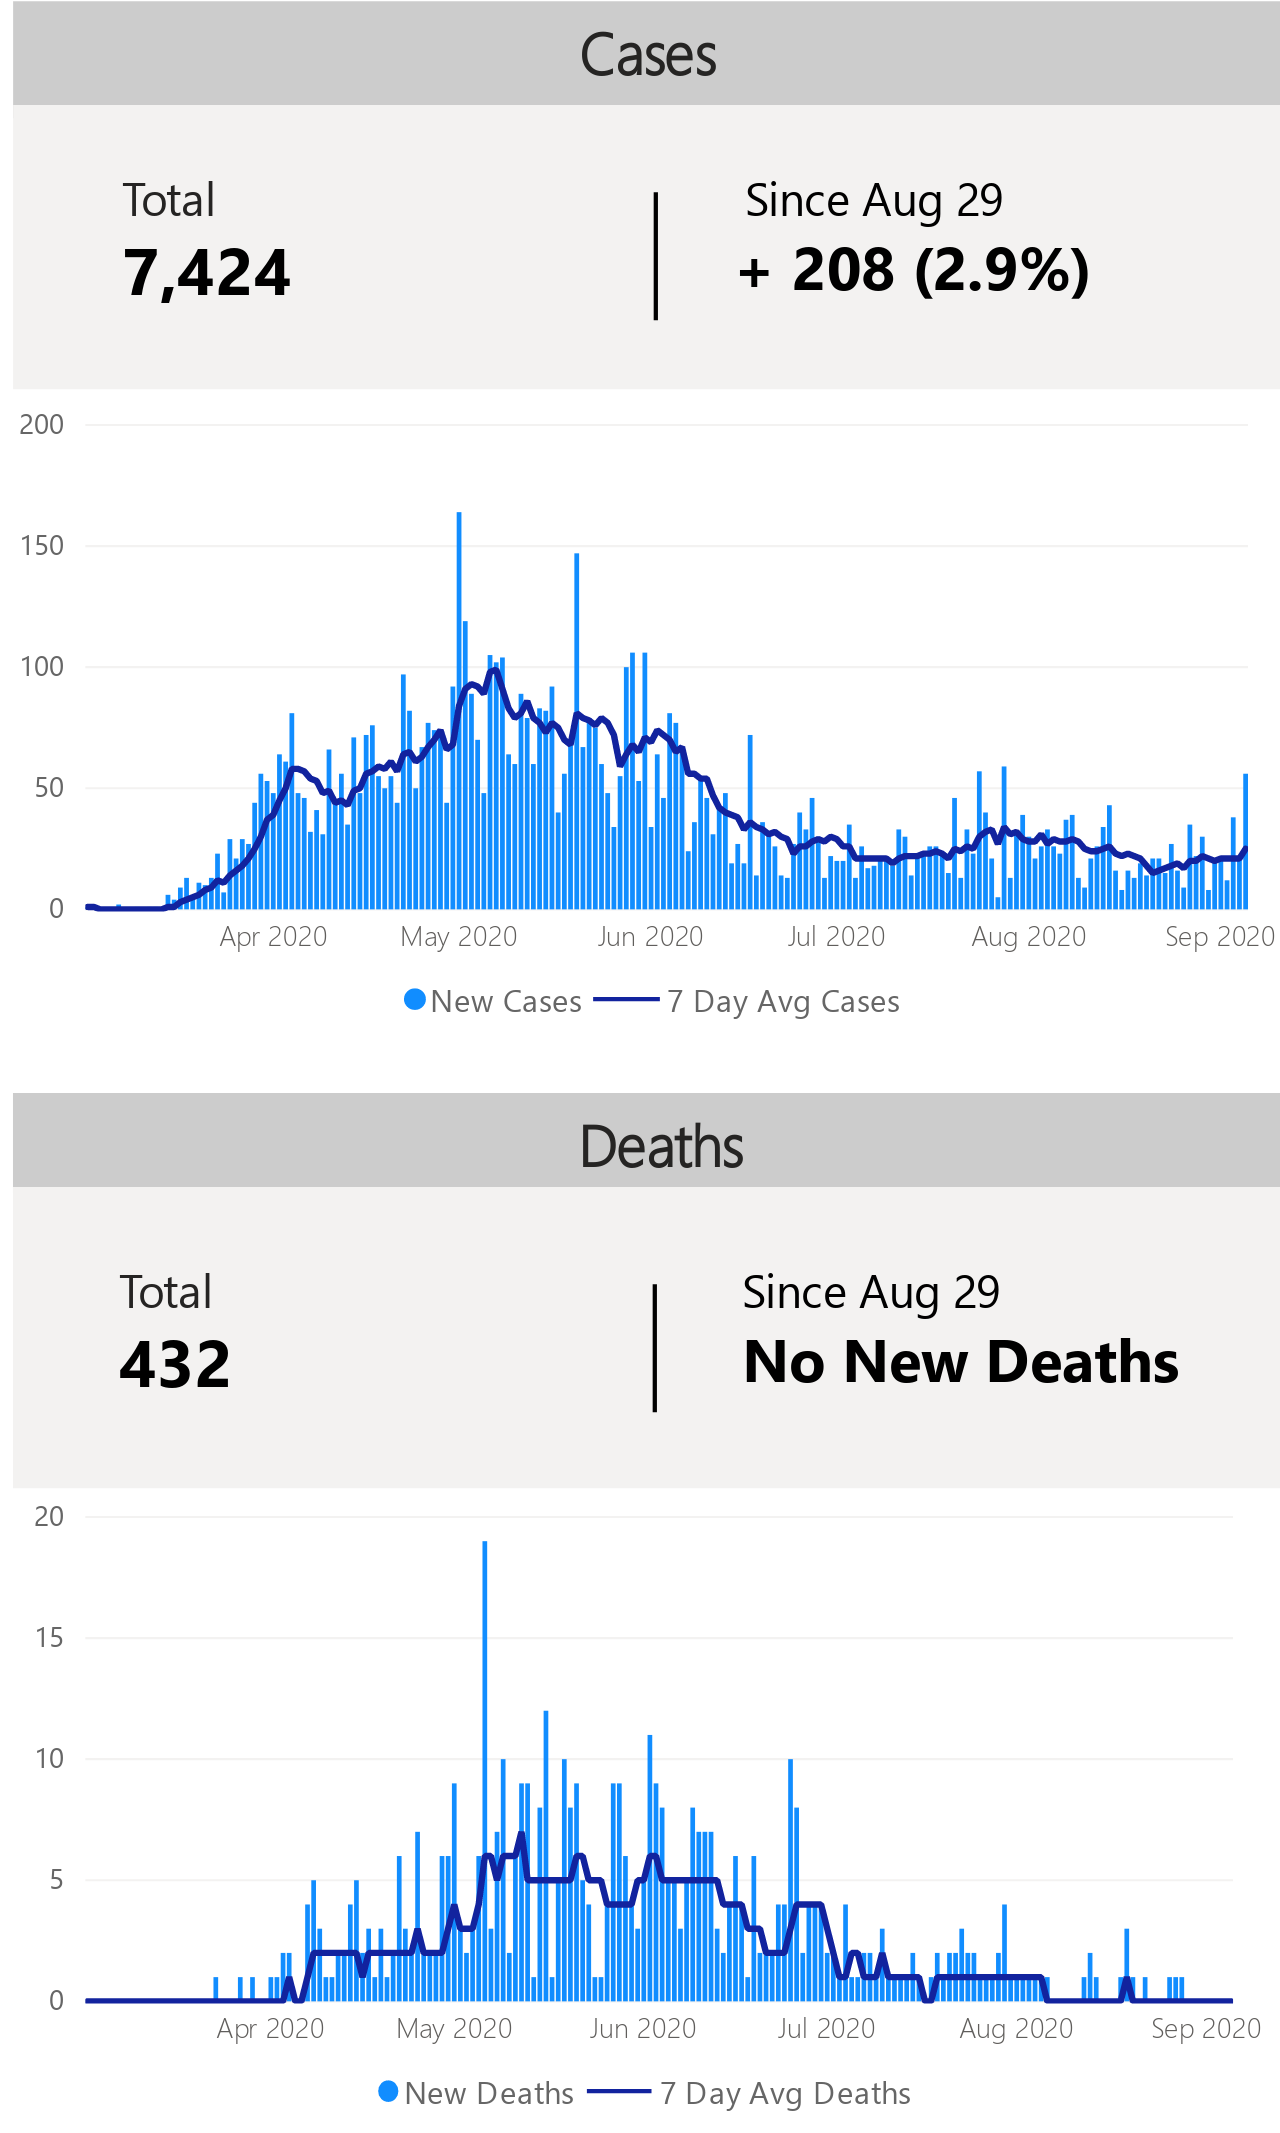 Cases
Total
7,424
Since Aug 29
+ 208 (2.9%)
200
150
100
50
0
Apr 2020
May 2020
Jun 2020
Jul 2020
Aug 2020
Sep 2020
New Cases
7 Day Avg Cases
Deaths
Total
432
Since Aug 29
No New Deaths
20
15
10
5
0
Apr 2020
May 2020
Jun 2020
Jul 2020
Aug 2020
Sep 2020
New Deaths
7 Day Avg Deaths